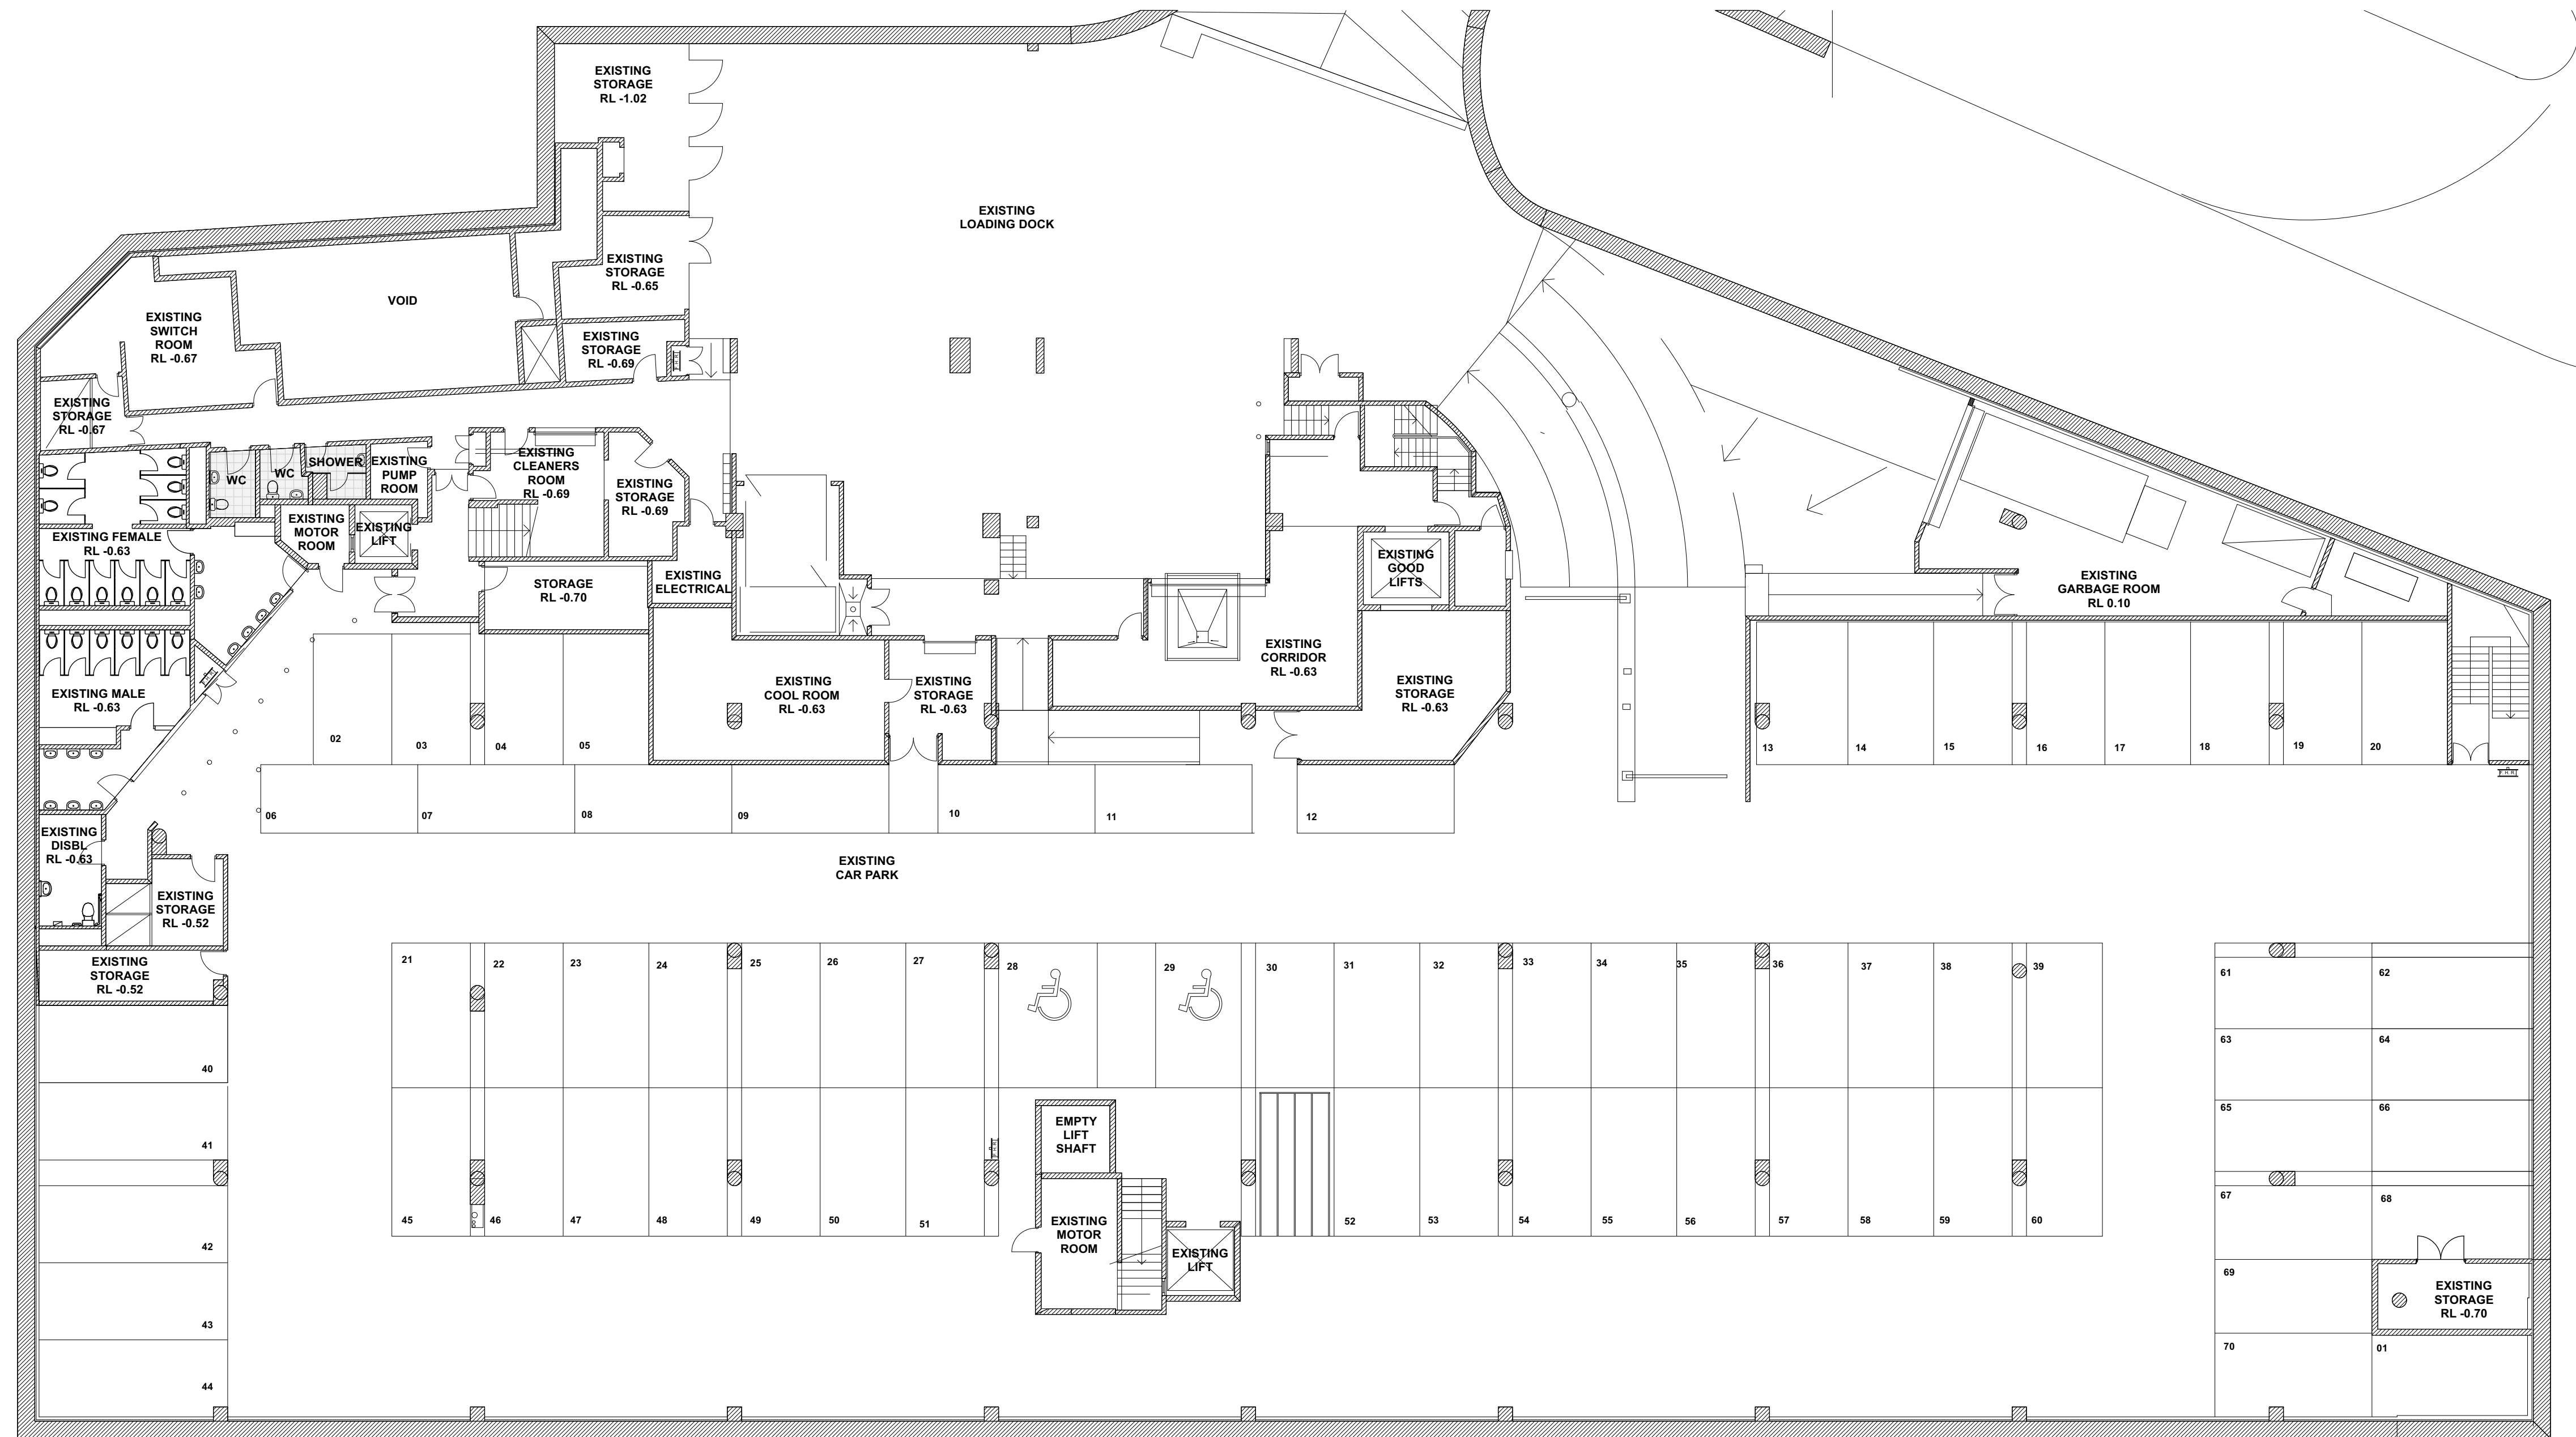 EXISTING
STORAGE
RL -1.02
EXISTING
LOADING DOCK
EXISTING
STORAGE
RL -0.65
VOID
EXISTING
SWITCH
ROOM
RL -0.67
EXISTING
STORAGE
RL -0.69
EXISTING
STORAGE
RL -0.67
WC
WC
SHOWER
EXISTING
PUMP
ROOM
EXISTING
CLEANERS
ROOM
RL -0.69
EXISTING
STORAGE
RL -0.69
EXISTING FEMALE
RL -0.63
EXISTING
MOTOR
ROOM
EXISTING
LIFT
STORAGE
RL -0.70
EXISTING
ELECTRICAL
EXISTING
GOOD
LIFTS
EXISTING
GARBAGE ROOM
RL 0.10
EXISTING MALE
RL -0.63
EXISTING
COOL ROOM
RL -0.63
EXISTING
STORAGE
RL -0.63
EXISTING
CORRIDOR
RL -0.63
EXISTING
STORAGE
RL -0.63
02
03
04
05
13
14
15
16
17
18
19
20
06
07
08
09
10
11
12
EXISTING
DISBL
RL -0.63
EXISTING
CAR PARK
EXISTING
STORAGE
RL -0.52
EXISTING
STORAGE
RL -0.52
21
22
23
24
25
26
27
28
29
30
31
32
33
34
35
36
37
38
39
61
62
63
64
65
66
67
68
69
70
01
40
41
42
43
44
EMPTY
LIFT
SHAFT
EXISTING
MOTOR
ROOM
EXISTING
LIFT
45
46
47
48
49
50
51
52
53
54
55
56
57
58
59
60
EXISTING
STORAGE
RL -0.70